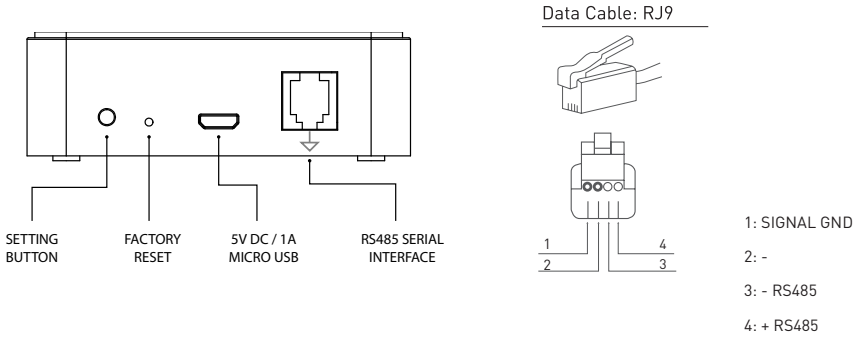 Data Cable: RJ9
SETTING
BUTTON
FACTORY
RESET
5V DC / 1A
MICRO USB
RS485 SERIAL
INTERFACE
1
2
4
3
1: SIGNAL GND
2: -
3: - RS485
4: + RS485